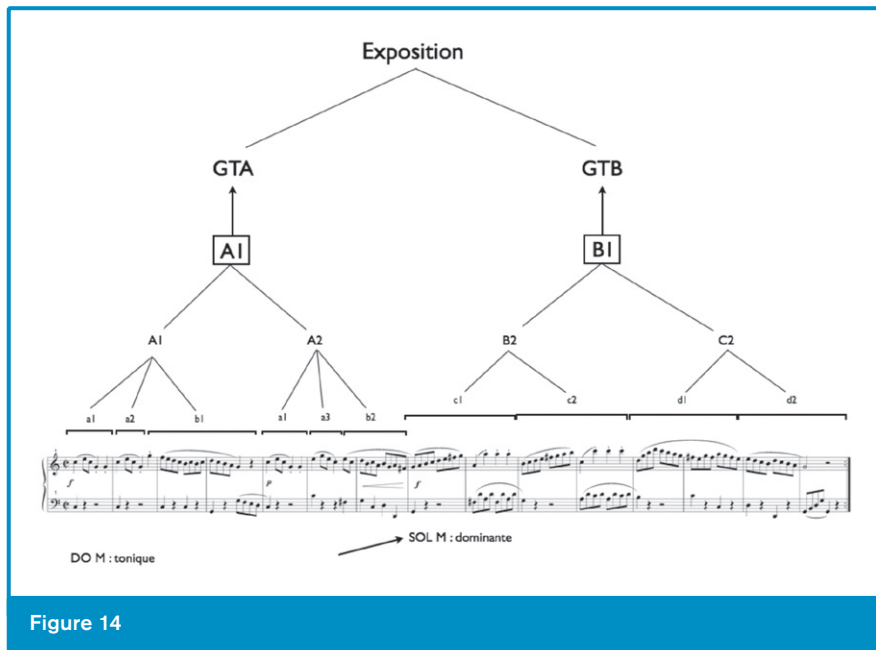 Exposition
GTA GTB
A1 B1
A1 A2 B2 C2
a1 a2 b1 a1 a3 b2 c1 c2 d1 d2
f p f
DO M : tonique
SOL M : dominante
Figure 14